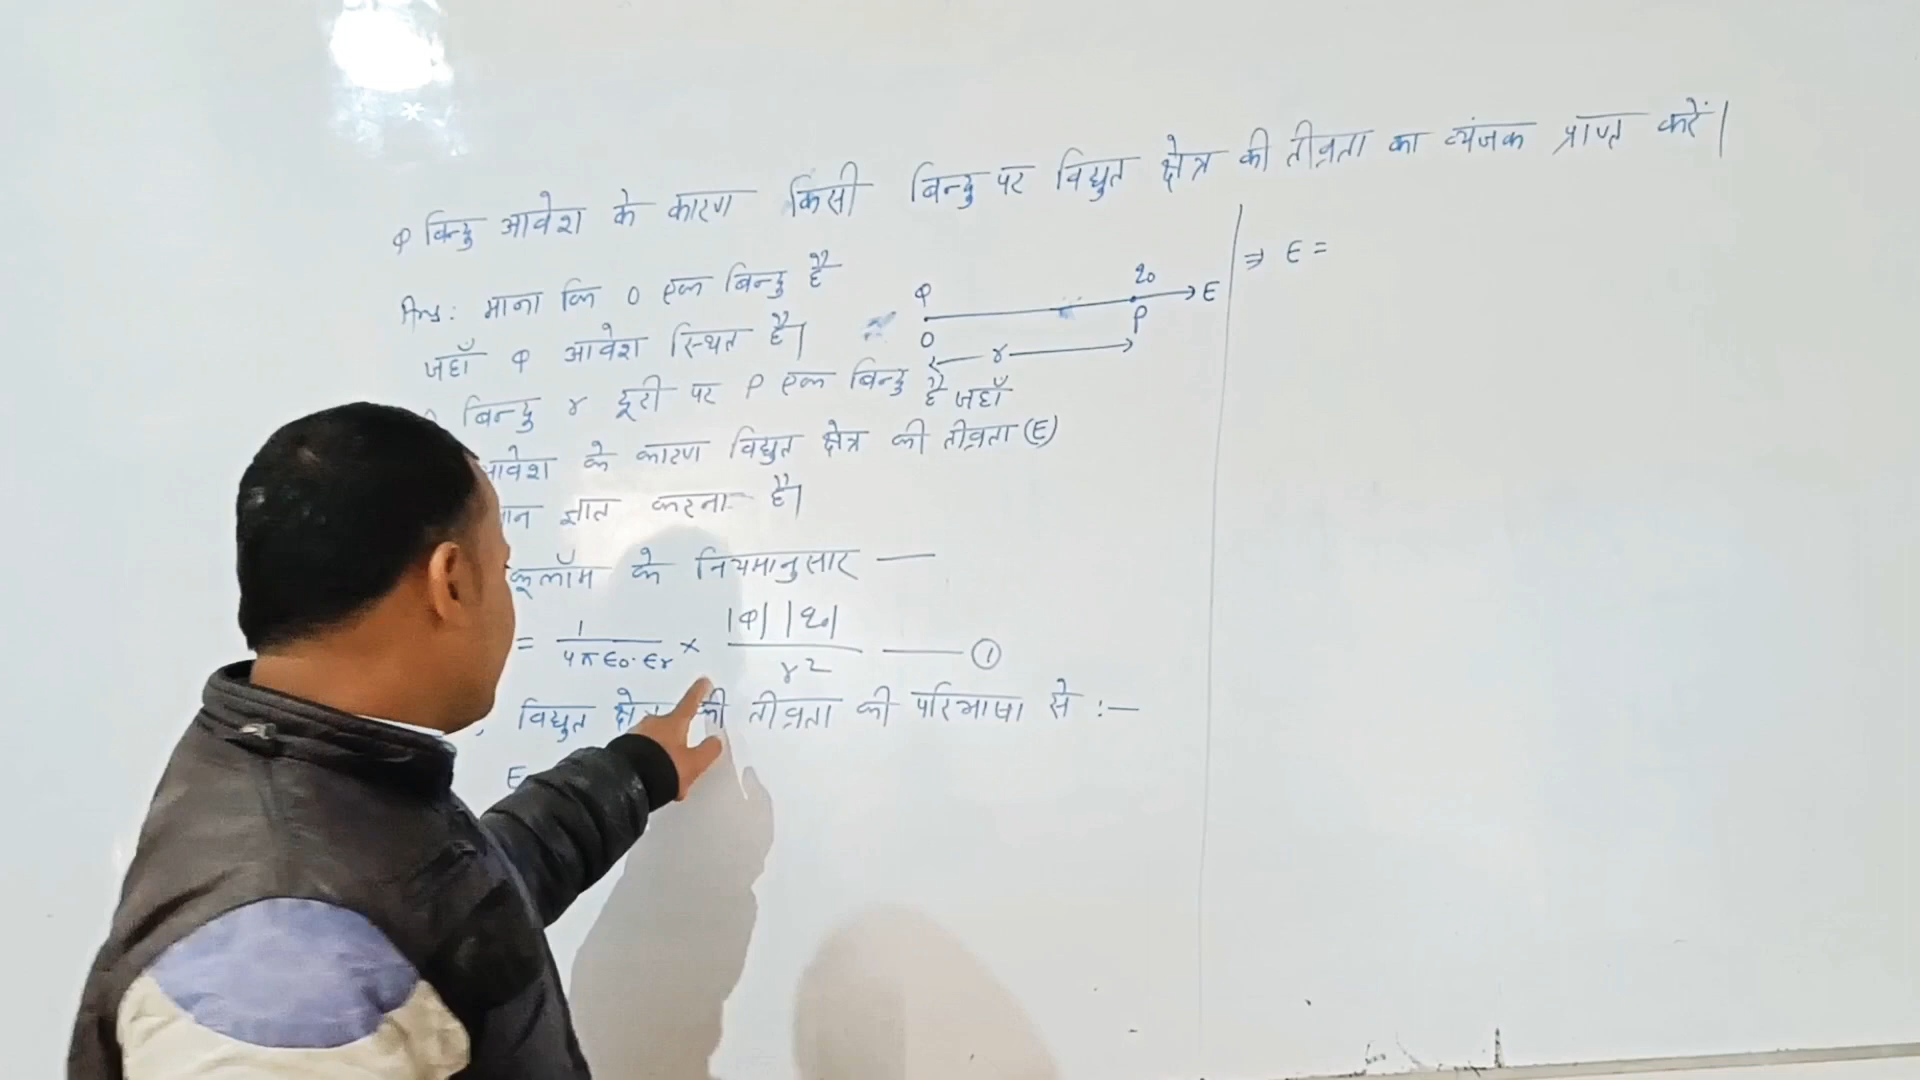 Q बिन्दु आवेश के कारण किसी बिन्दु पर विद्युत क्षेत्र की तीव्रता का व्यंजक प्राप्त करें।
Ans: माना कि O एक बिन्दु है
जहाँ Q आवेश स्थित है।
बिन्दु r दूरी पर P एक बिन्दु है जहाँ
आवेश के कारण विद्युत क्षेत्र की तीव्रता (E)
ज्ञात करना है।
कूलॉम के नियमानुसार —
= 1/4πϵ0·ϵr × |Q| |q0|/r2 — ①
, विद्युत क्षेत्र की तीव्रता की परिभाषा से :—
E
Q q0
O P E
r
⇒ E =